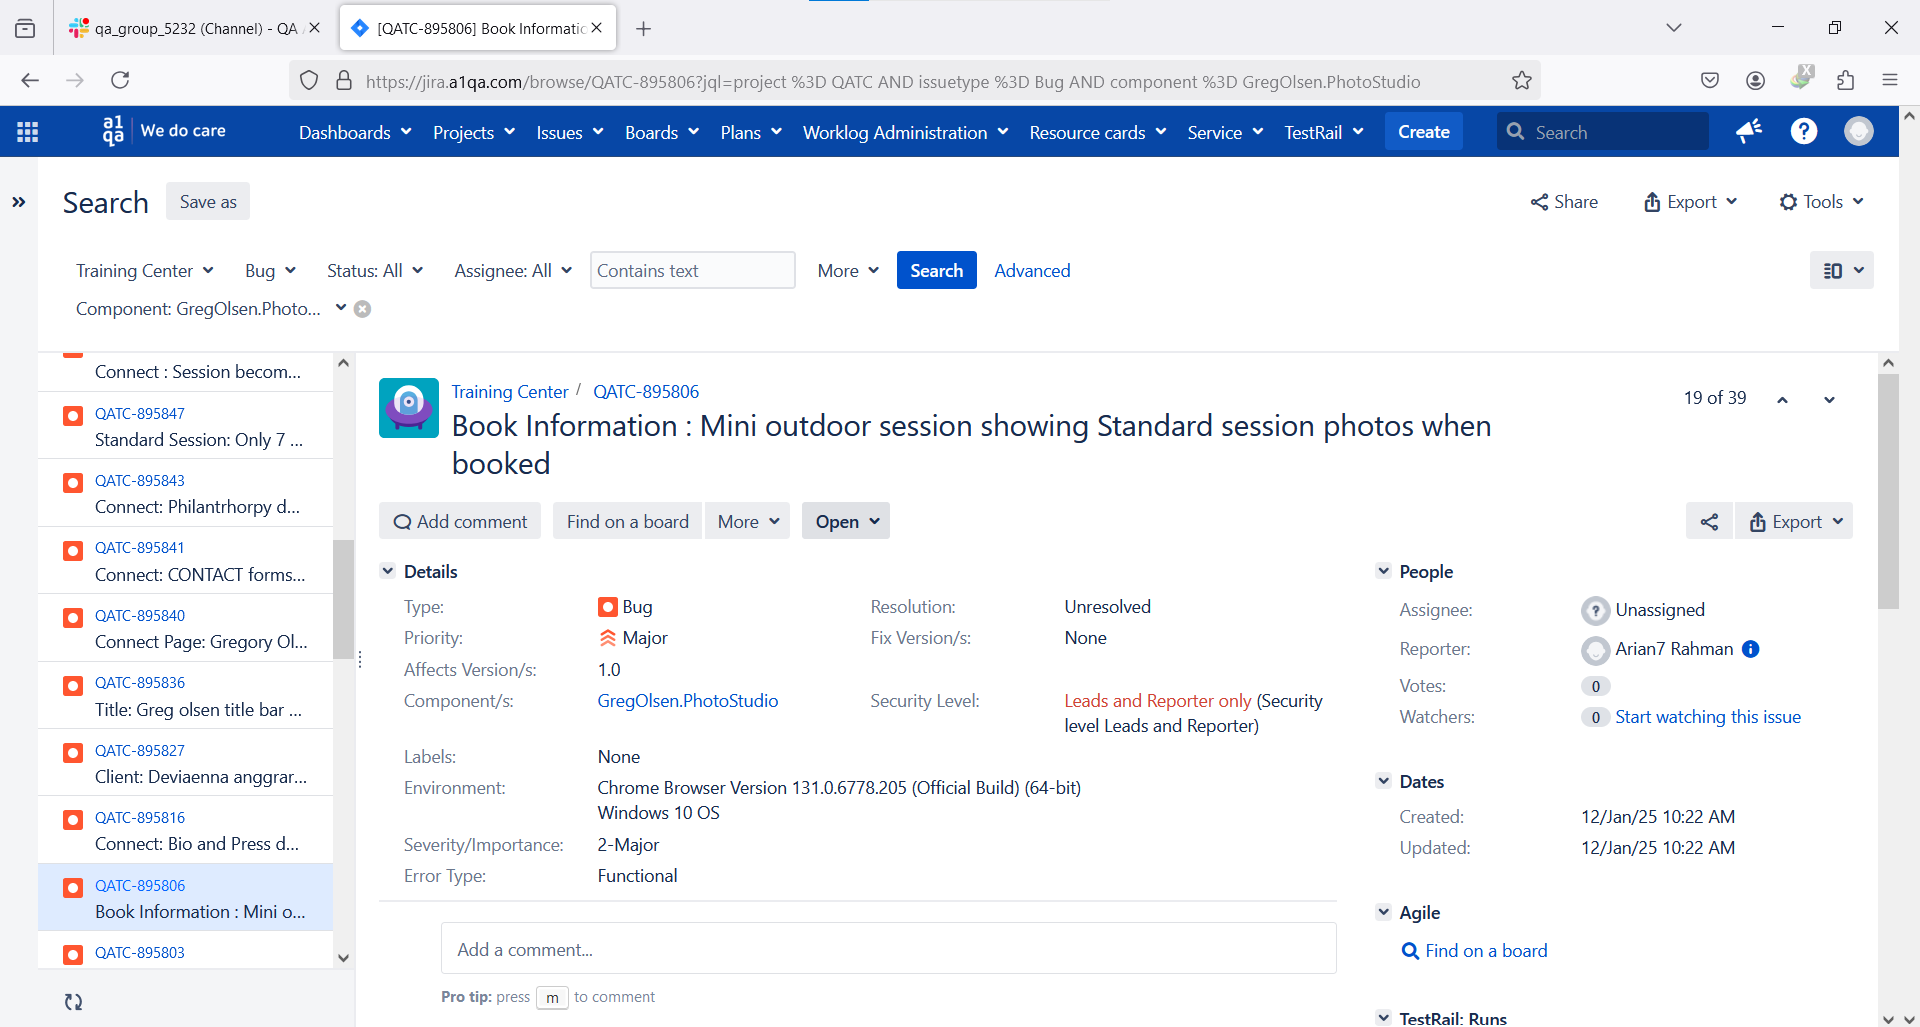 qa_group_5232 (Channel) - QA
[QATC-895806] Book Informatic
https://jira.a1qa.com/browse/QATC-895806?jql=project %3D QATC AND issuetype %3D Bug AND component %3D GregOlsen.PhotoStudio
a1 qa We do care
Dashboards Projects Issues Boards Plans Worklog Administration Resource cards Service TestRail Create Search
Search Save as Share Export Tools
Training Center Bug Status: All Assignee: All Contains text More Search Advanced
Component: GregOlsen.Photo...
Connect : Session becom...
QATC-895847
Standard Session: Only 7 ...
QATC-895843
Connect: Philantrhorpy d...
QATC-895841
Connect: CONTACT forms...
QATC-895840
Connect Page: Gregory Ol...
QATC-895836
Title: Greg olsen title bar ...
QATC-895827
Client: Deviaenna anggrar...
QATC-895816
Connect: Bio and Press d...
QATC-895806
Book Information : Mini o...
QATC-895803
Training Center / QATC-895806
19 of 39
Book Information : Mini outdoor session showing Standard session photos when
booked
Add comment Find on a board More Open Export
Details
Type: Bug
Resolution: Unresolved
Priority: Major
Fix Version/s: None
Affects Version/s: 1.0
Component/s: GregOlsen.PhotoStudio
Security Level: Leads and Reporter only (Security
level Leads and Reporter)
Labels: None
Environment: Chrome Browser Version 131.0.6778.205 (Official Build) (64-bit)
Windows 10 OS
Severity/Importance: 2-Major
Error Type: Functional
Add a comment...
Pro tip: press m to comment
People
Assignee: Unassigned
Reporter: Arian7 Rahman
Votes: 0
Watchers: 0 Start watching this issue
Dates
Created: 12/Jan/25 10:22 AM
Updated: 12/Jan/25 10:22 AM
Agile
Find on a board
TestRail: Runs